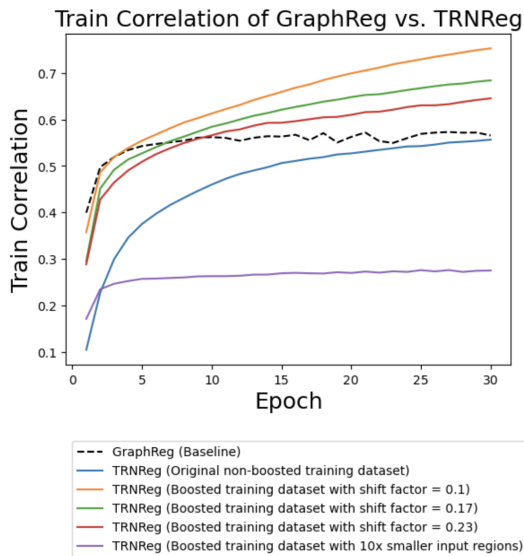 Train Correlation of GraphReg vs. TRNReg
Train Correlation
0.7
0.6
0.5
0.4
0.3
0.2
0.1
0 5 10 15 20 25 30
Epoch
GraphReg (Baseline)
TRNReg (Original non-boosted training dataset)
TRNReg (Boosted training dataset with shift factor = 0.1)
TRNReg (Boosted training dataset with shift factor = 0.17)
TRNReg (Boosted training dataset with shift factor = 0.23)
TRNReg (Boosted training dataset with 10x smaller input regions)